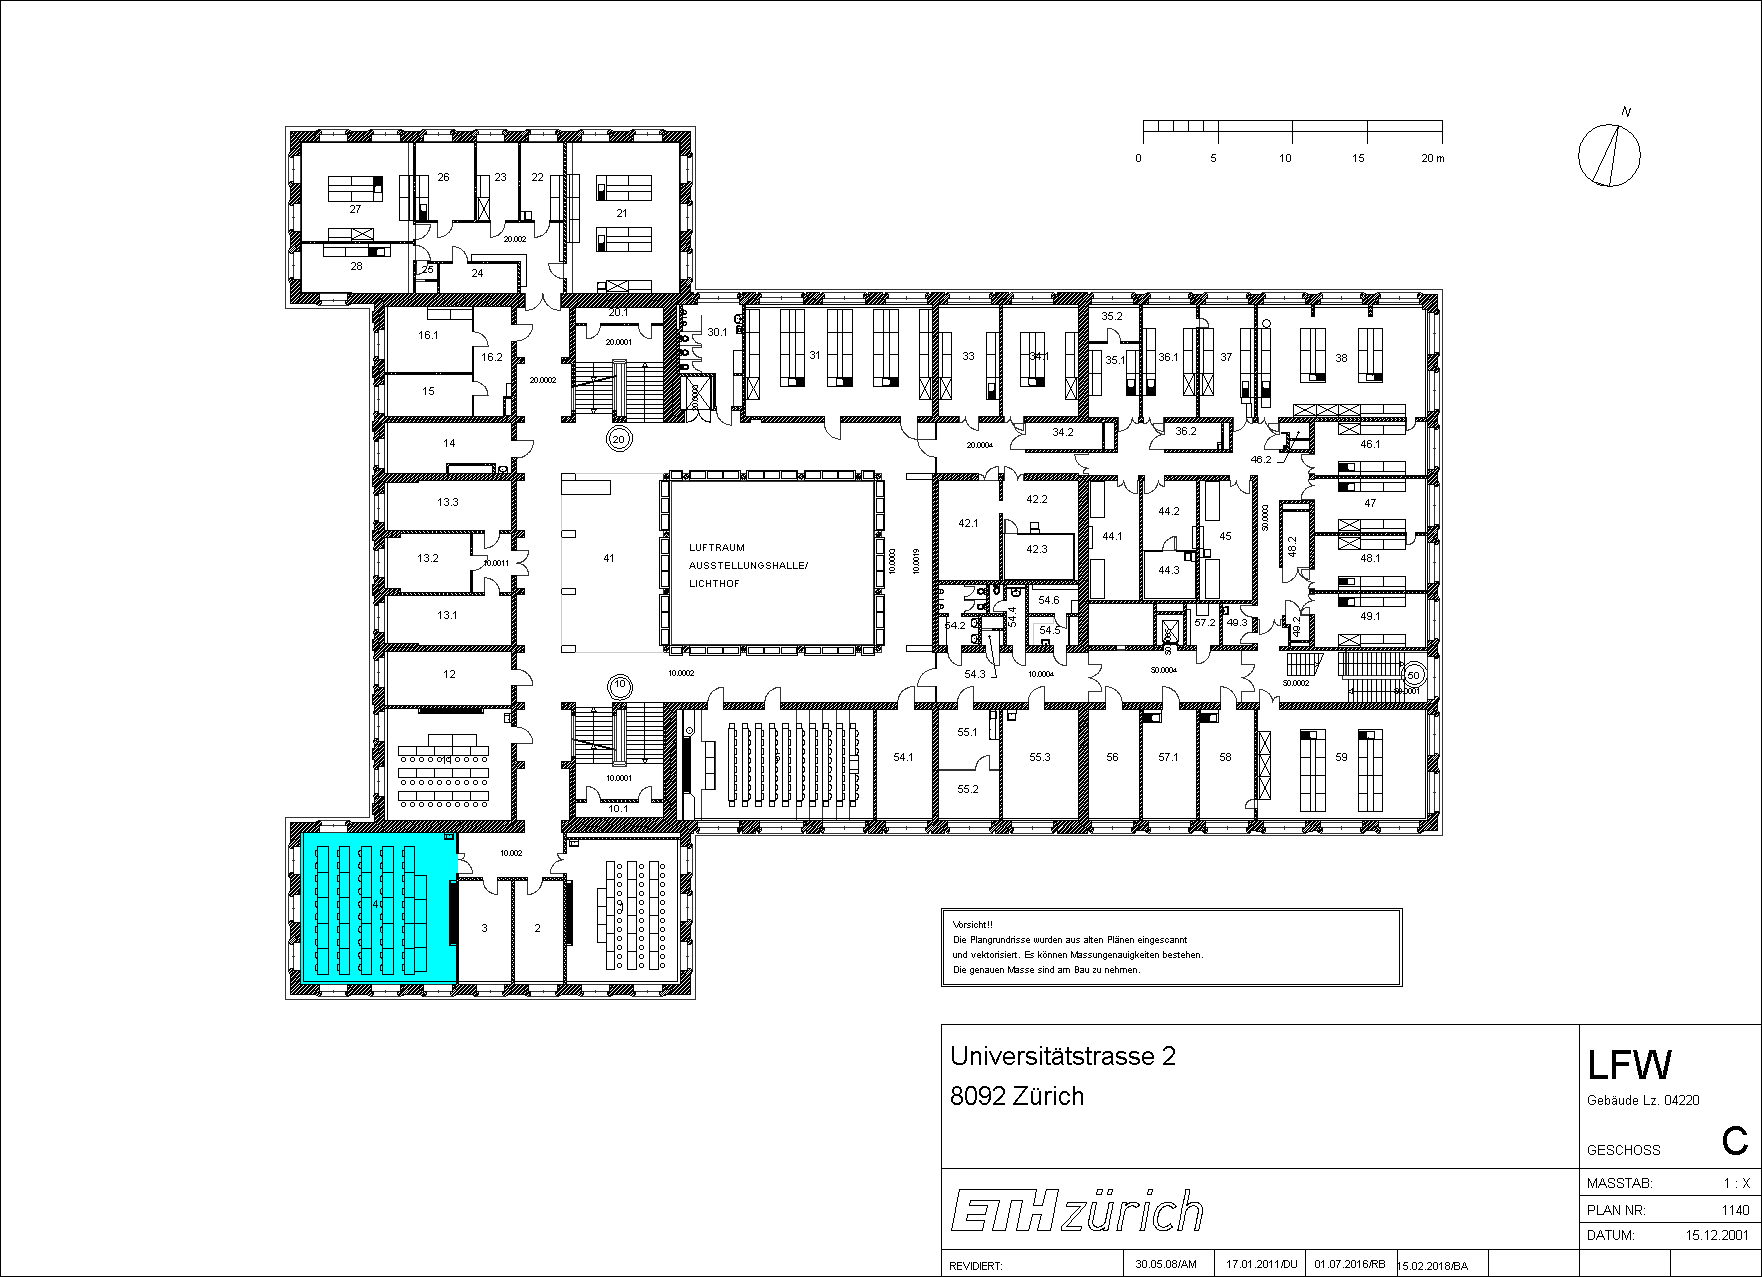 N
0 5 10 15 20 m
26 23 22
27 21
20.002
28 25 24
20.1
16.1 30.1 35.2
20.0001
16.2 31 33 34.1 35.1 36.1 37 38
20.0002
15
14 20 20.0004 34.2 36.2 46.1
46.2
13.3 42.1 42.2 44.1 44.2 45 47
50.0003
LUFTRAUM
AUSSTELLUNGSHALLE/
LICHTHOF
13.2 10.0011 41 10.0003 10.0019 42.3 44.3 48.2 48.1
13.1 54.2 54.4 54.6 54.5 57.2 49.3 49.2 49.1
12 10 10.0002 54.3 10.0004 50.0004 50.0002 50 50.0001
11 54.1 55.1 55.3 56 57.1 58 59
10.0001 55.2
10.1
10.002
4 3 2
Vorsicht!!
Die Plangrundrisse wurden aus alten Plänen eingescannt
und vektorisiert. Es können Massungenauigkeiten bestehen.
Die genauen Masse sind am Bau zu nehmen.
Universitätstrasse 2
8092 Zürich
LFW
Gebäude Lz. 04220
GESCHOSS C
MASSTAB: 1 : X
PLAN NR: 1140
DATUM: 15.12.2001
ETH zürich
REVIDIERT: 30.05.08/AM 17.01.2011/DU 01.07.2016/RB 15.02.2018/BA